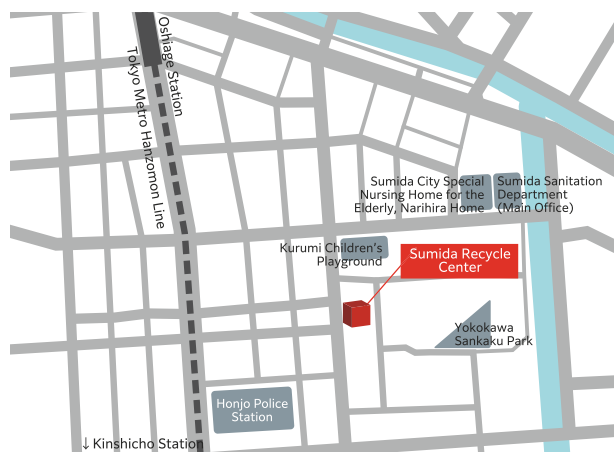 Oshiage Station
Tokyo Metro Hanzomon Line
Sumida City Special
Nursing Home for the
Elderly, Narihira Home
Sumida Sanitation
Department
(Main Office)
Kurumi Children's
Playground
Sumida Recycle
Center
Yokokawa
Sankaku Park
Honjo Police
Station
↓ Kinshicho Station